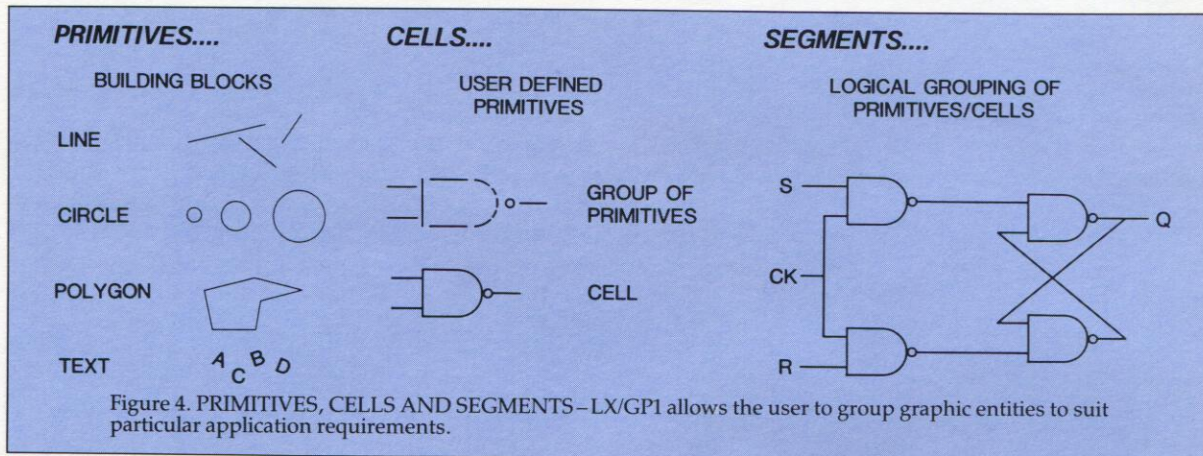 PRIMITIVES....
BUILDING BLOCKS
LINE
CIRCLE
POLYGON
TEXT
A C B D
CELLS....
USER DEFINED
PRIMITIVES
GROUP OF
PRIMITIVES
CELL
SEGMENTS....
LOGICAL GROUPING OF
PRIMITIVES/CELLS
S
CK
R
Q
Figure 4. PRIMITIVES, CELLS AND SEGMENTS–LX/GP1 allows the user to group graphic entities to suit
particular application requirements.